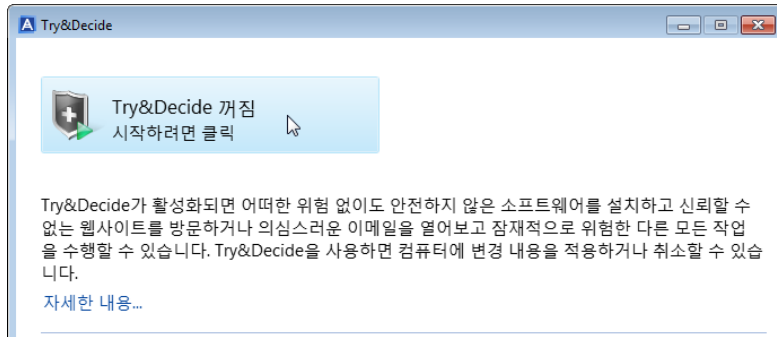 Try&Decide
Try&Decide 꺼짐
시작하려면 클릭
Try&Decide가 활성화되면 어떠한 위험 없이도 안전하지 않은 소프트웨어를 설치하고 신뢰할 수
없는 웹사이트를 방문하거나 의심스러운 이메일을 열어보고 잠재적으로 위험한 다른 모든 작업
을 수행할 수 있습니다. Try&Decide을 사용하면 컴퓨터에 변경 내용을 적용하거나 취소할 수 있습
니다.
자세한 내용...